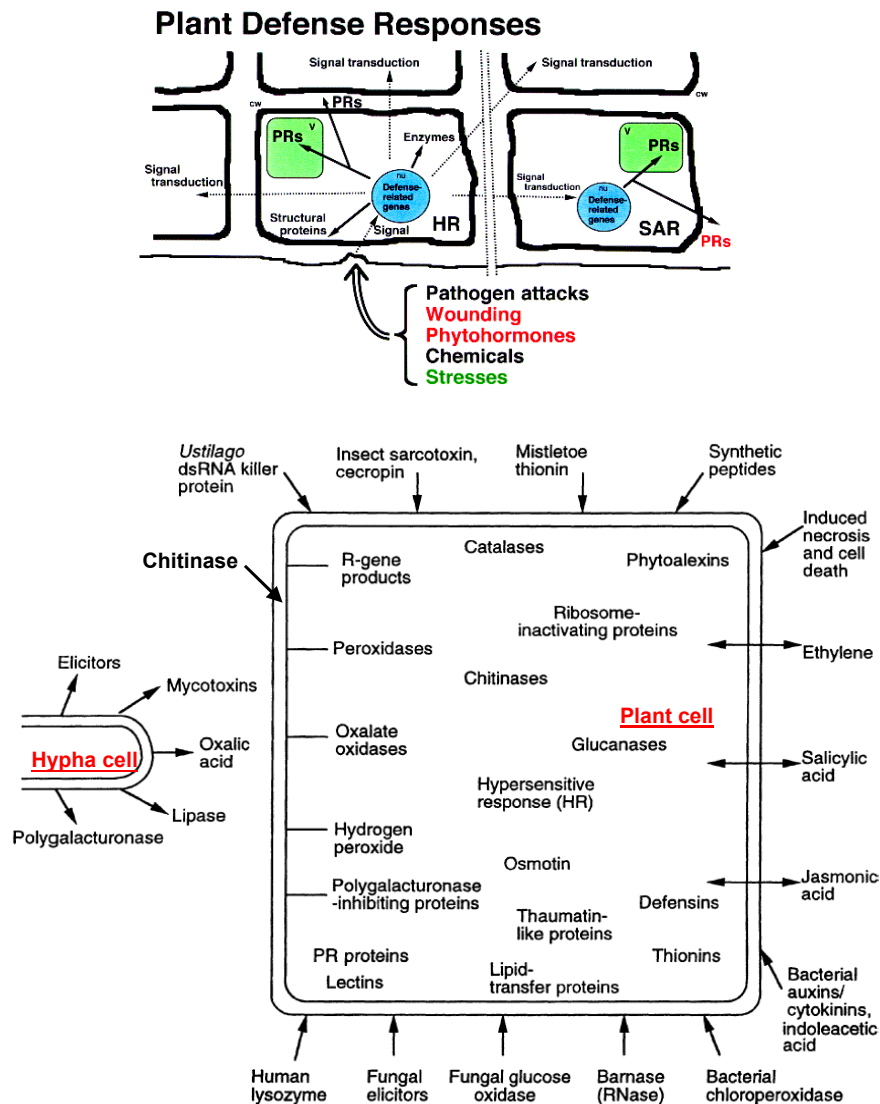 Plant Defense Responses
Signal transduction
Signal transduction
cw
PRs
cw
V
PRs
Enzymes
V
PRs
Signal
transduction
nu
Defense-
related
genes
Signal
transduction
nu
Defense-
related
genes
Structural
proteins
Signal
HR
SAR
PRs
Pathogen attacks
Wounding
Phytohormones
Chemicals
Stresses
Ustilago
dsRNA killer
protein
Insect sarcotoxin,
cecropin
Mistletoe
thionin
Synthetic
peptides
Induced
necrosis
and cell
death
Chitinase
R-gene
products
Catalases
Phytoalexins
Ribosome-
inactivating proteins
Peroxidases
Ethylene
Elicitors
Mycotoxins
Chitinases
Plant cell
Hypha cell
Oxalic
acid
Oxalate
oxidases
Glucanases
Salicylic
acid
Hypersensitive
response (HR)
Lipase
Polygalacturonase
Hydrogen
peroxide
Osmotin
Jasmonic
acid
Polygalacturonase
-inhibiting proteins
Defensins
Thaumatin-
like proteins
PR proteins
Thionins
Lectins
Lipid-
transfer proteins
Bacterial
auxins/
cytokinins,
indoleacetic
acid
Human
lysozyme
Fungal
elicitors
Fungal glucose
oxidase
Barnase
(RNase)
Bacterial
chloroperoxidase